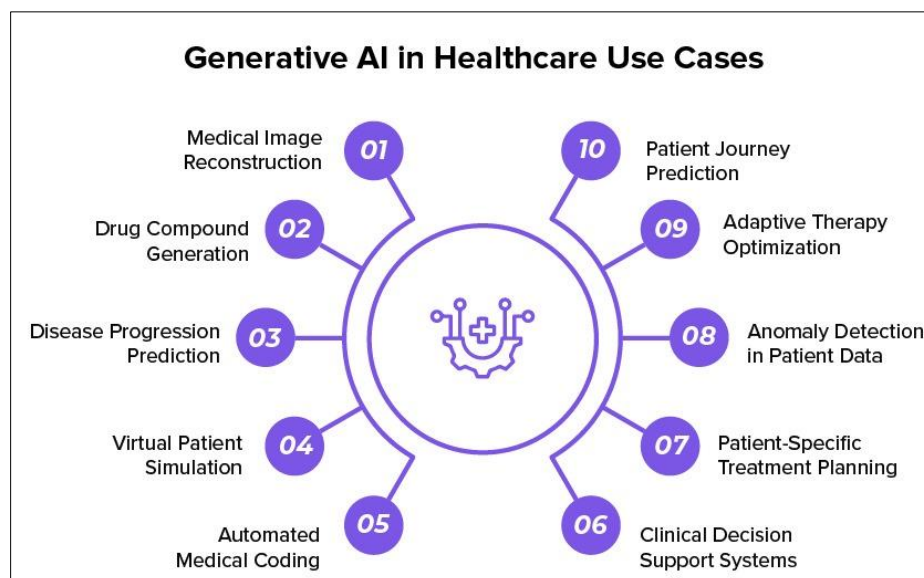 Generative AI in Healthcare Use Cases
01
Medical Image
Reconstruction
02
Drug Compound
Generation
03
Disease Progression
Prediction
04
Virtual Patient
Simulation
05
Automated
Medical Coding
06
Clinical Decision
Support Systems
07
Patient-Specific
Treatment Planning
08
Anomaly Detection
in Patient Data
09
Adaptive Therapy
Optimization
10
Patient Journey
Prediction